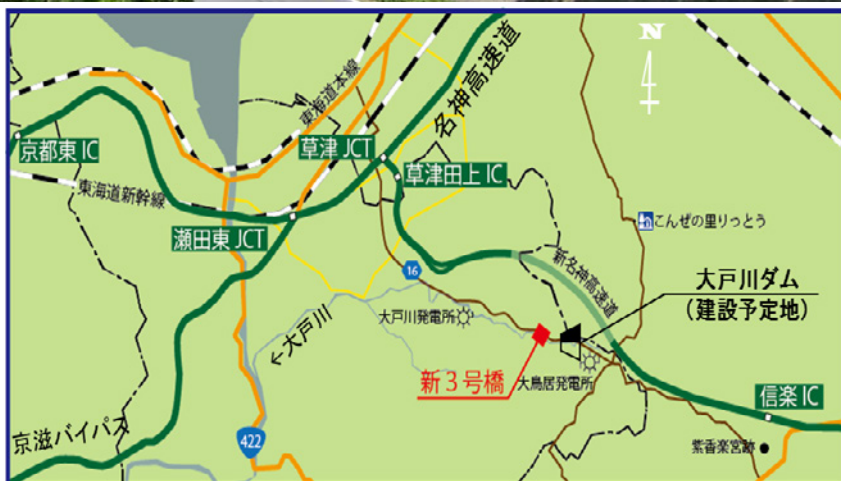 N
東海道本線
名神高速道
京都東 IC
草津 JCT
草津田上 IC
東海道新幹線
瀬田東 JCT
こんぜの里りっとう
16
新名神高速道
大戸川ダム
(建設予定地)
大戸川発電所
←大戸川
新3号橋
大鳥居発電所
信楽 IC
京滋バイパス
422
紫香楽宮跡